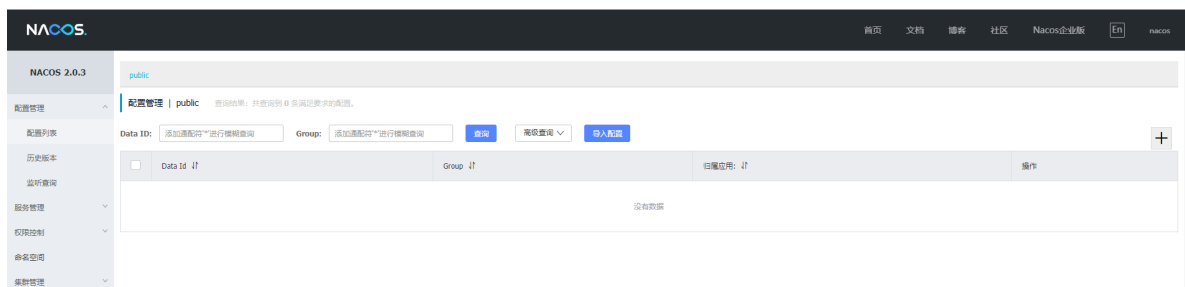 NACOS.
首页 文档 博客 社区 Nacos企业版 En nacos
NACOS 2.0.3
public
配置管理
配置管理 | public 查询结果：共查询到 0 条满足要求的配置。
配置列表
Data ID: 添加通配符'*'进行模糊查询 Group: 添加通配符'*'进行模糊查询 查询 高级查询 导入配置
历史版本
Data Id Group 归属应用: 操作
监听查询
服务管理
没有数据
权限控制
命名空间
集群管理